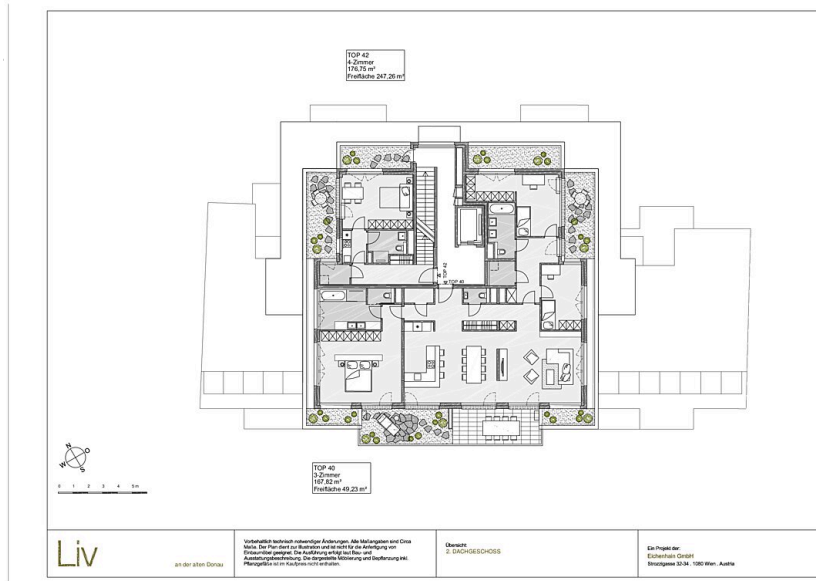 TOP 42
4-Zimmer
176,75 m²
Freifläche 247,26 m²
TOP 42
TOP 40
N
O
W
S
0 1 2 3 4 5 m
TOP 40
3-Zimmer
167,82 m²
Freifläche 49,23 m²
Liv
an der alten Donau
Vorbehaltlich technisch notwendiger Änderungen. Alle Maßangaben sind Circa
Maße. Der Plan dient zur Illustration und ist nicht für die Anfertigung von
Einbaumöbel geeignet. Die Ausführung erfolgt laut Bau- und
Ausstattungsbeschreibung. Die dargestellte Möblierung und Bepflanzung inkl.
Pflanzgefäße ist im Kaufpreis nicht enthalten.
Übersicht
2. DACHGESCHOSS
Ein Projekt der:
Eichenhain GmbH
Strozzigasse 32-34 . 1080 Wien . Austria